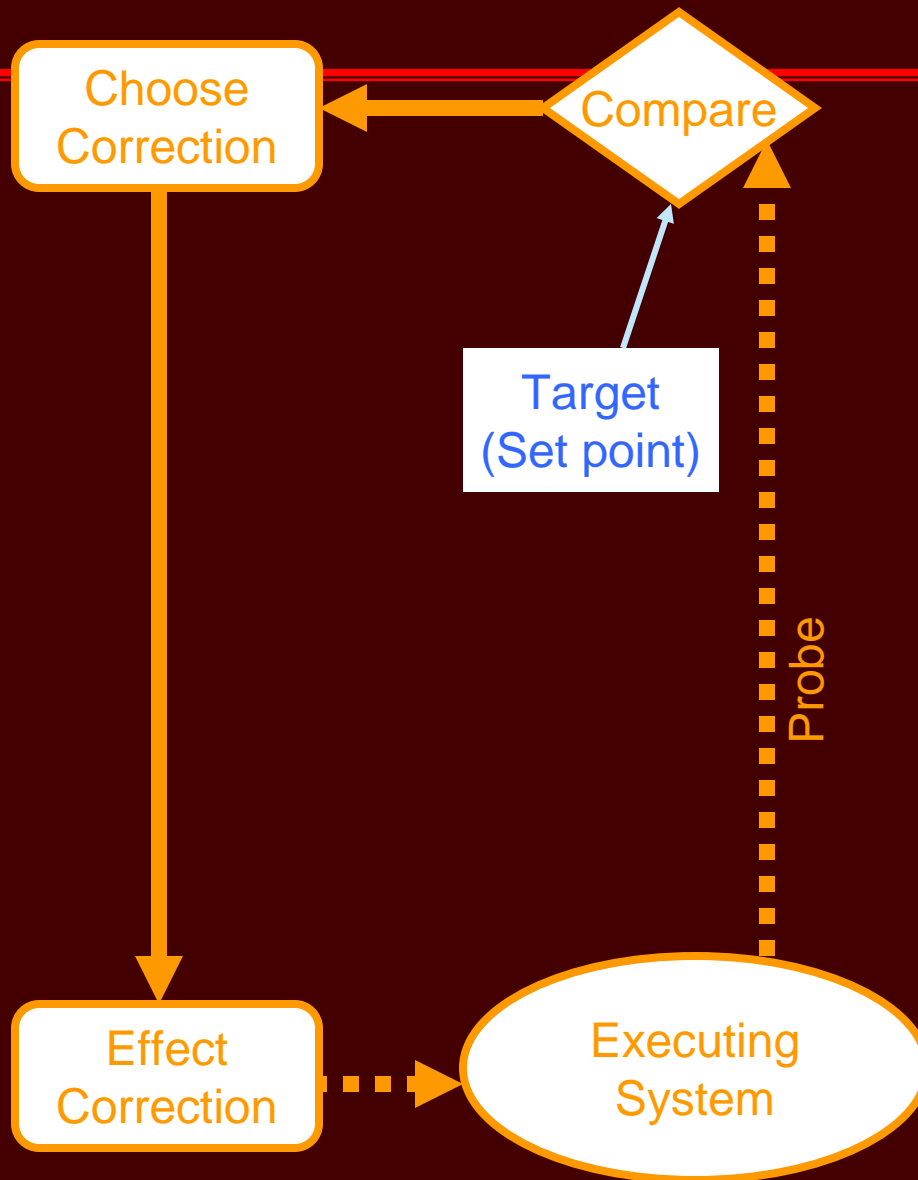 Choose
Correction
Compare
Target
(Set point)
Probe
Effect
Correction
Executing
System